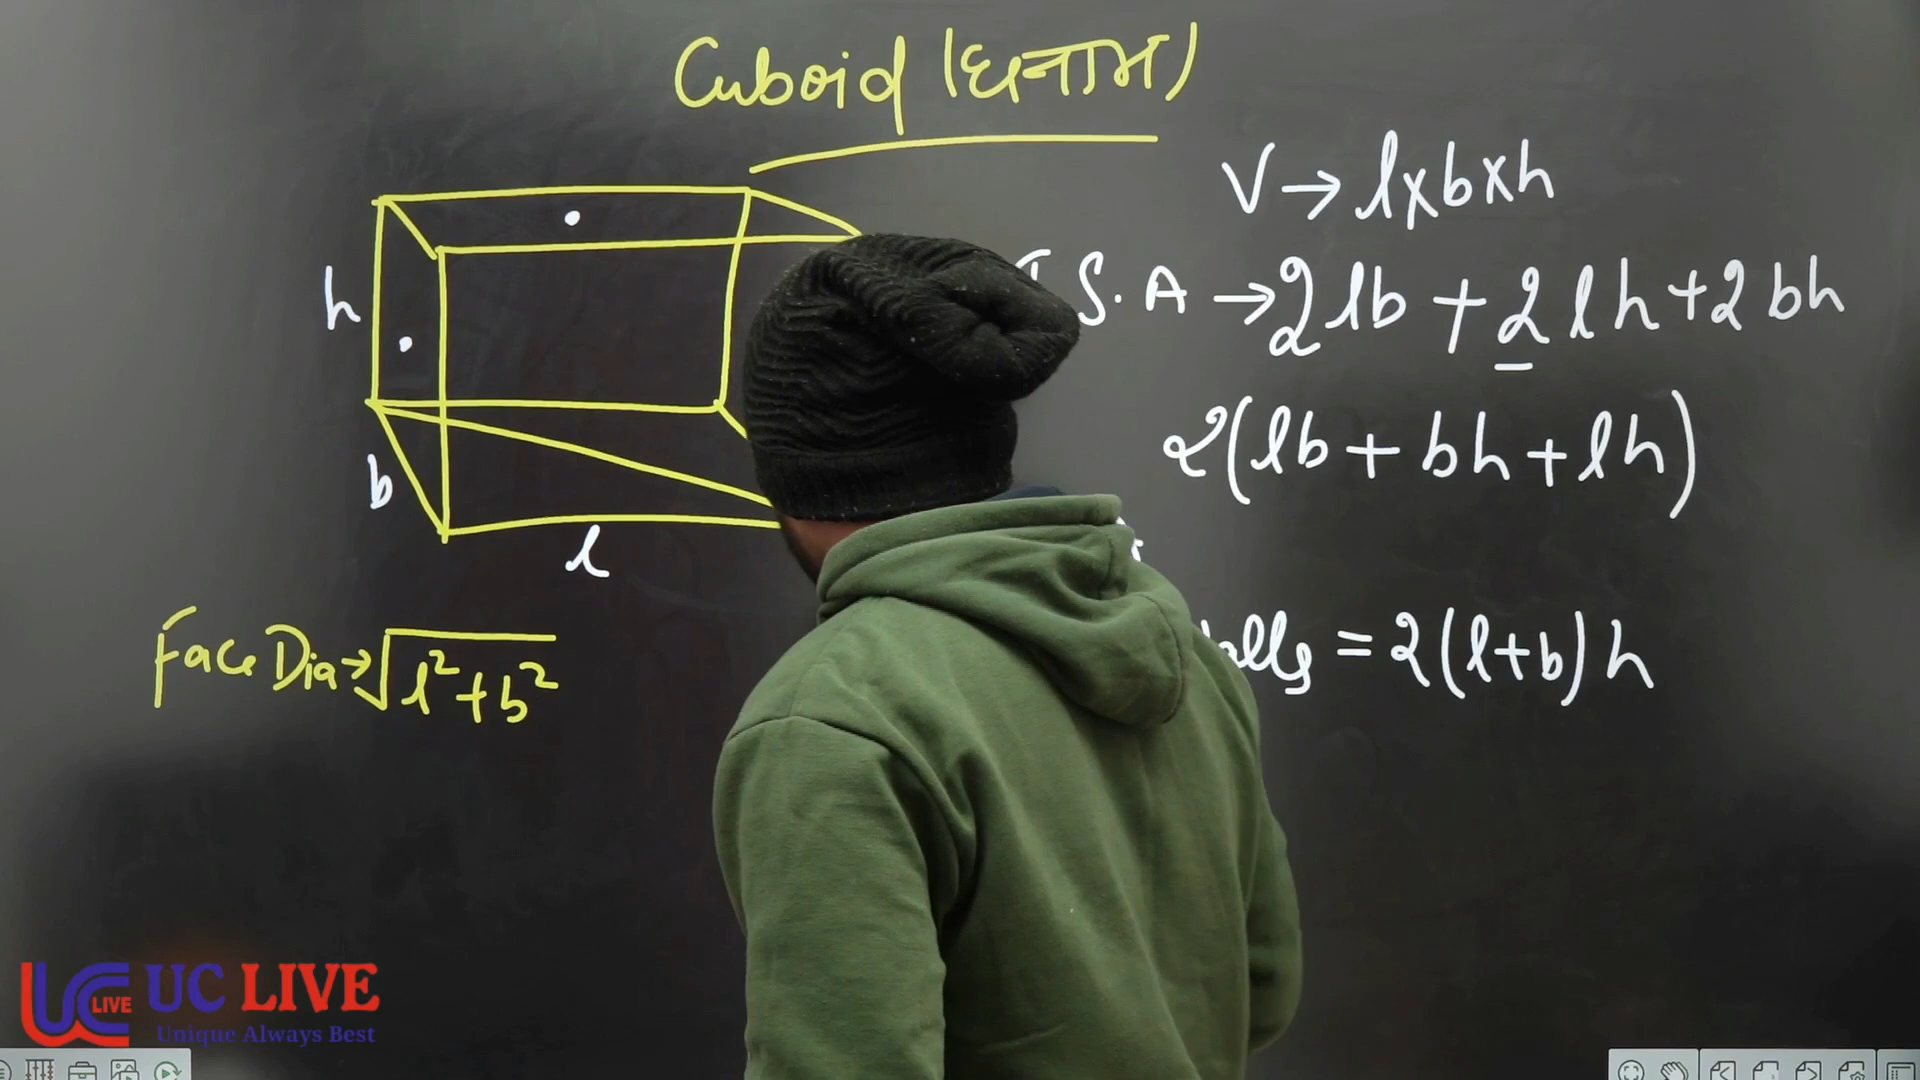 Cuboid (घनाभ)
V → l×b×h
S.A → 2lb + 2lh + 2bh
2(lb + bh + lh)
= 2(l+b)h
h
b
l
Face Dia → √l²+b²
LIVE
UC LIVE
Unique Always Best